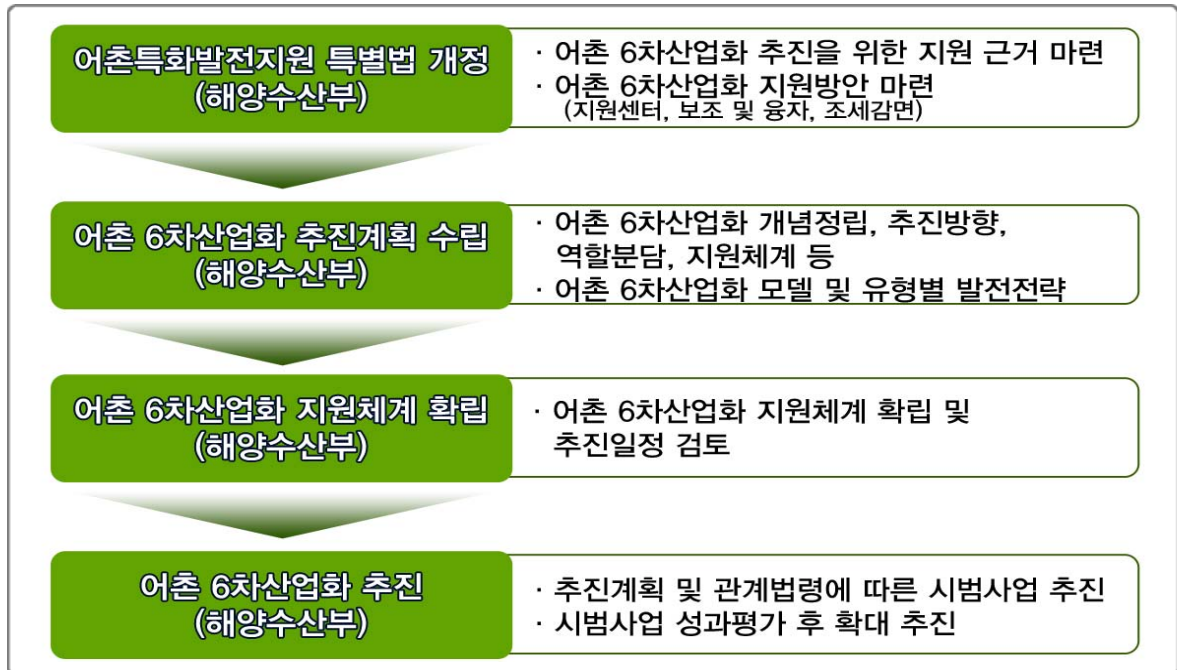 어촌특화발전지원 특별법 개정
(해양수산부)
· 어촌 6차산업화 추진을 위한 지원 근거 마련
· 어촌 6차산업화 지원방안 마련
(지원센터, 보조 및 융자, 조세감면)
어촌 6차산업화 추진계획 수립
(해양수산부)
· 어촌 6차산업화 개념정립, 추진방향,
역할분담, 지원체계 등
· 어촌 6차산업화 모델 및 유형별 발전전략
어촌 6차산업화 지원체계 확립
(해양수산부)
· 어촌 6차산업화 지원체계 확립 및
추진일정 검토
어촌 6차산업화 추진
(해양수산부)
· 추진계획 및 관계법령에 따른 시범사업 추진
· 시범사업 성과평가 후 확대 추진